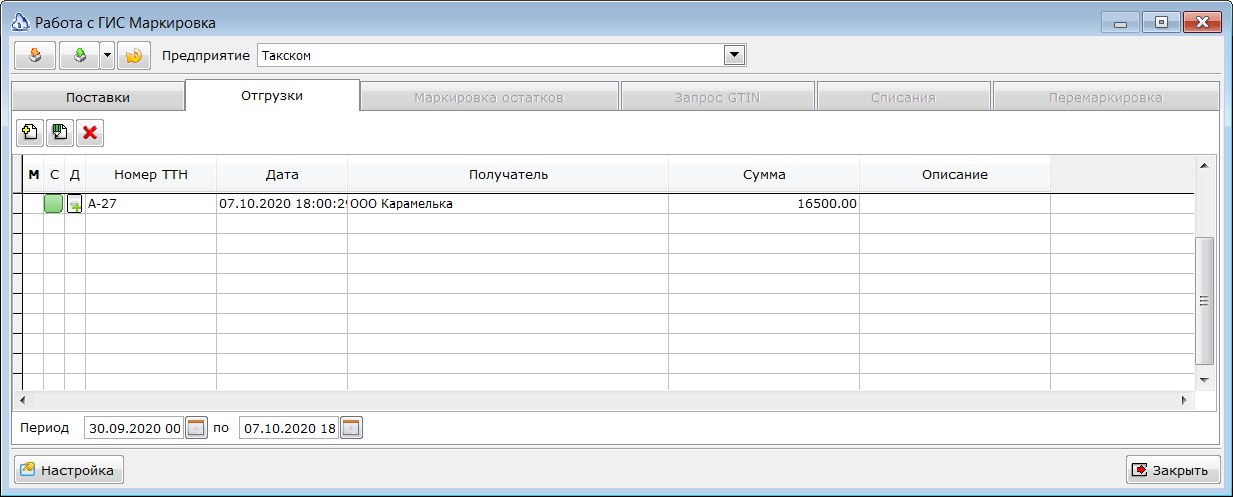 Работа с ГИС Маркировка
Предприятие Такском
Поставки Отгрузки Маркировка остатков Запрос GTIN Списания Перемаркировка
М С Д Номер ТТН Дата Получатель Сумма Описание
А-27 07.10.2020 18:00:29 ООО Карамелька 16500.00
Период 30.09.2020 00 по 07.10.2020 18
Настройка Закрыть